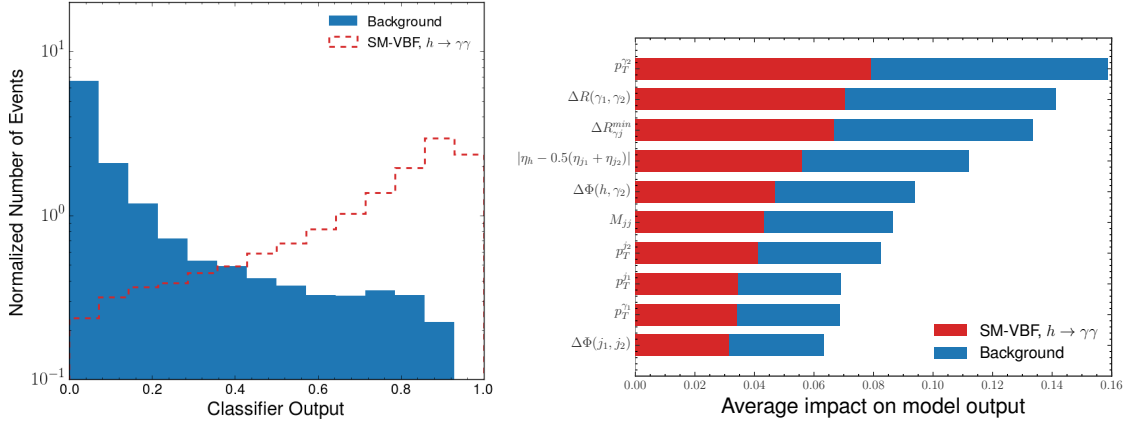 10¹
10⁰
10⁻¹
Normalized Number of Events
Background
SM-VBF, h → γγ
0.0 0.2 0.4 0.6 0.8 1.0
Classifier Output
p_T^{γ₂}
ΔR(γ₁, γ₂)
ΔR_{γj}^{min}
|η_h − 0.5(η_{j₁} + η_{j₂})|
ΔΦ(h, γ₂)
M_{jj}
p_T^{j₂}
p_T^{j₁}
p_T^{γ₁}
ΔΦ(j₁, j₂)
SM-VBF, h → γγ
Background
0.00 0.02 0.04 0.06 0.08 0.10 0.12 0.14 0.16
Average impact on model output